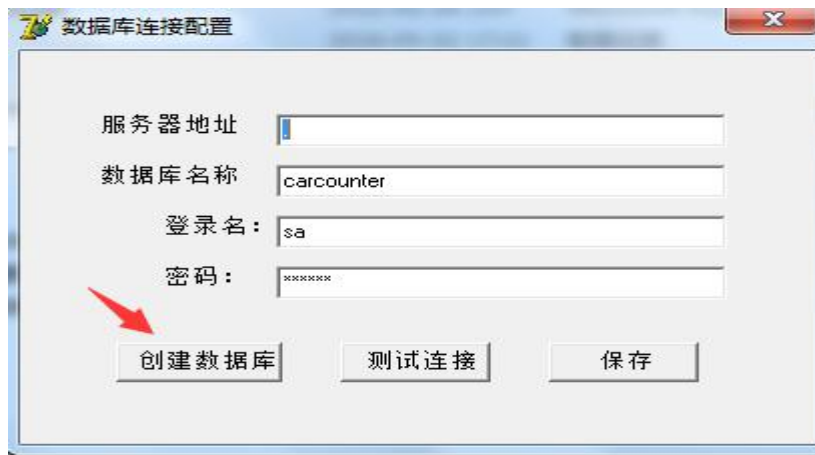 数据库连接配置
服务器地址 .
数据库名称 carcounter
登录名： sa
密码： ******
创建数据库 测试连接 保存